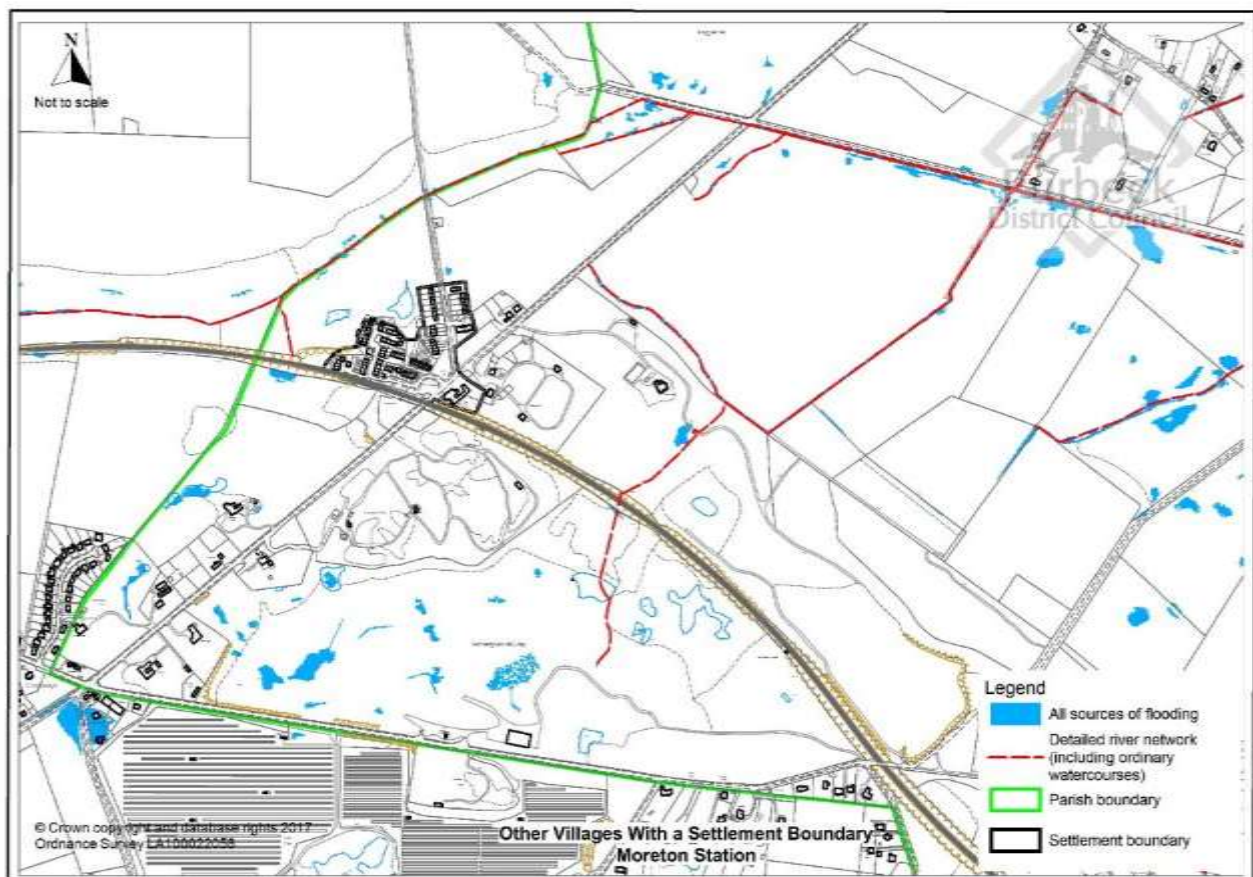 N
Not to scale
Purbeck
District Council
Legend
All sources of flooding
Detailed river network
(including ordinary
watercourses)
Parish boundary
Settlement boundary
© Crown copyright and database rights 2017
Ordnance Survey LA100022058
Other Villages With a Settlement Boundary
Moreton Station